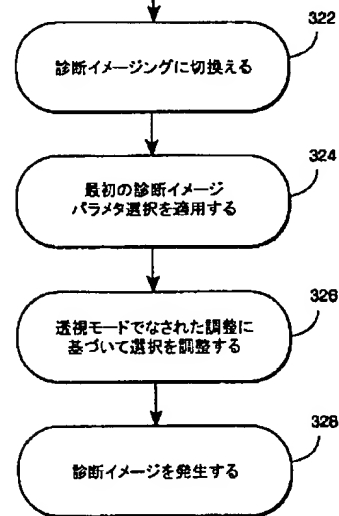 322
診断イメージングに切換える
324
最初の診断イメージ
パラメタ選択を適用する
326
透視モードでなされた調整に
基づいて選択を調整する
328
診断イメージを発生する